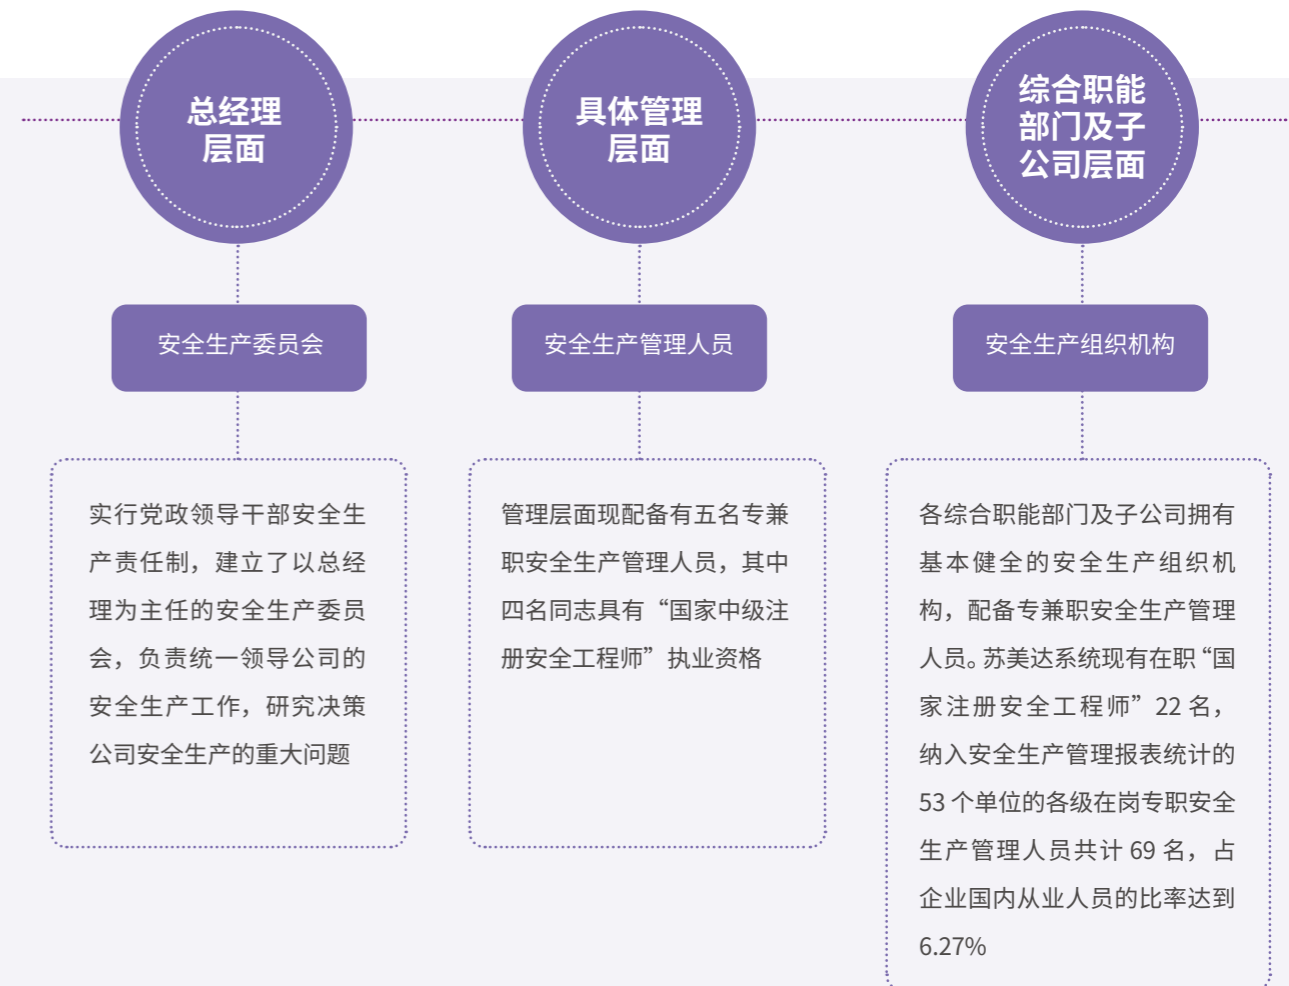 总经理
层面
安全生产委员会
实行党政领导干部安全生
产责任制，建立了以总经
理为主任的安全生产委员
会，负责统一领导公司的
安全生产工作，研究决策
公司安全生产的重大问题
具体管理
层面
安全生产管理人员
管理层面现配备有五名专兼
职安全生产管理人员，其中
四名同志具有“国家中级注
册安全工程师”执业资格
综合职能
部门及子
公司层面
安全生产组织机构
各综合职能部门及子公司拥有
基本健全的安全生产组织机
构，配备专兼职安全生产管理
人员。苏美达系统现有在职“国
家注册安全工程师”22 名，
纳入安全生产管理报表统计的
53 个单位的各级在岗专职安全
生产管理人员共计 69 名，占
企业国内从业人员的比率达到
6.27%